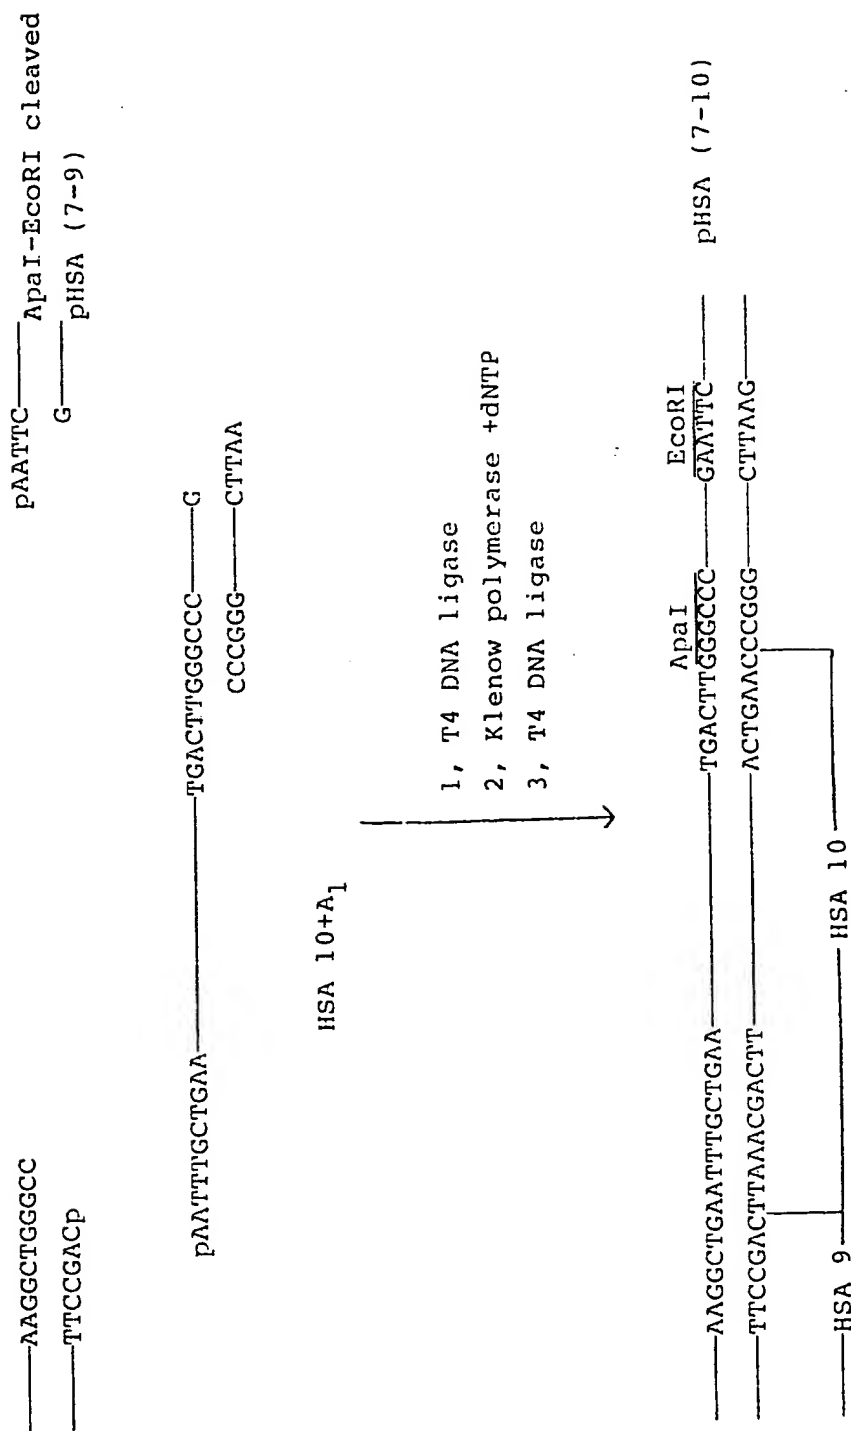 AAGGCTGGGCC pAATTC
ApaI-EcoRI cleaved
TTCCGACp G
pHSA (7-9)
pAATTTGCTGAA TGACTTGGGCCC G
CCCGGG CTTAA
HSA 10+A1
1, T4 DNA ligase
2, Klenow polymerase +dNTP
3, T4 DNA ligase
ApaI EcoRI
AAGGCTGAATTTGCTGAA TGACTTGGGCCC GAATTC
pHSA (7-10)
TTCCGACTTAAACGACTT ACTGAACCCGGG CTTAAG
HSA 9 HSA 10